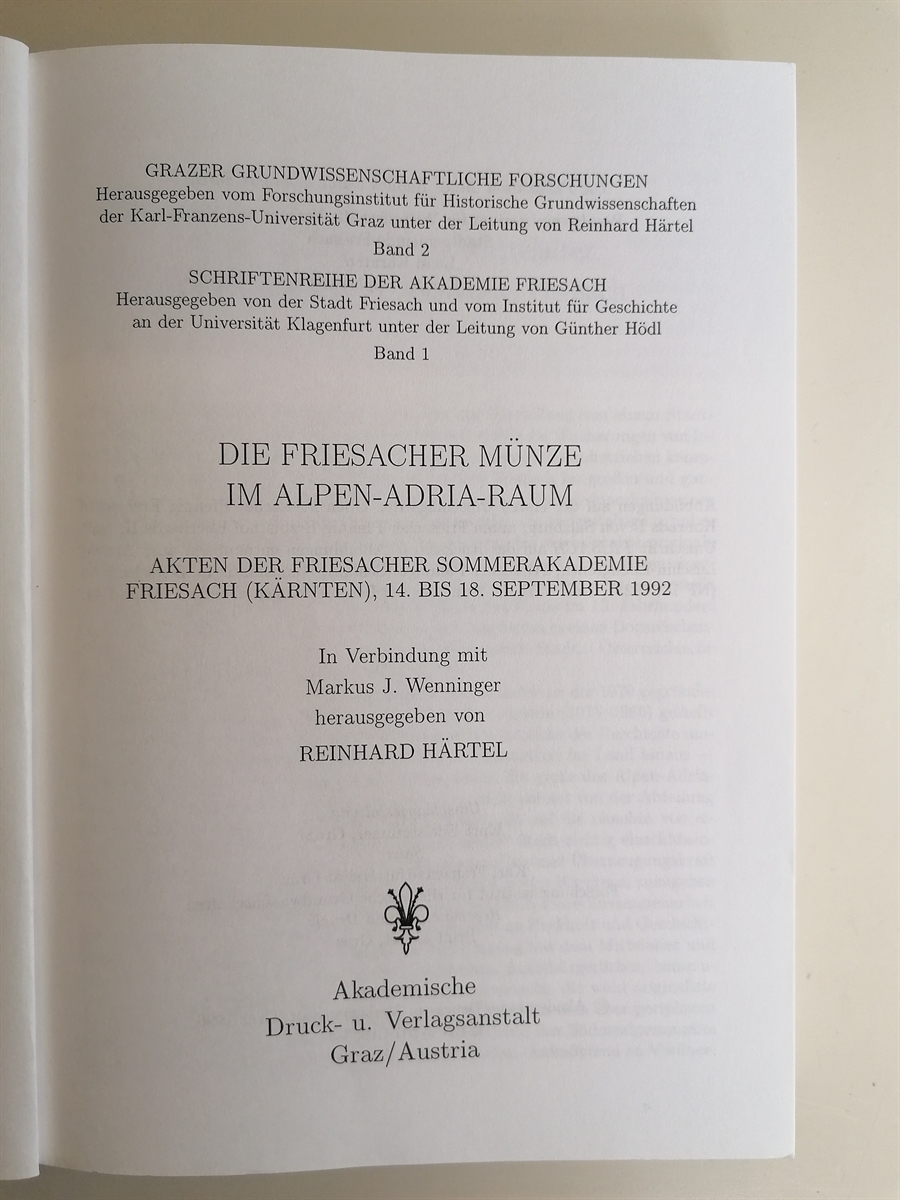 GRAZER GRUNDWISSENSCHAFTLICHE FORSCHUNGEN
Herausgegeben vom Forschungsinstitut für Historische Grundwissenschaften
der Karl-Franzens-Universität Graz unter der Leitung von Reinhard Härtel
Band 2
SCHRIFTENREIHE DER AKADEMIE FRIESACH
Herausgegeben von der Stadt Friesach und vom Institut für Geschichte
an der Universität Klagenfurt unter der Leitung von Günther Hödl
Band 1
DIE FRIESACHER MÜNZE
IM ALPEN-ADRIA-RAUM
AKTEN DER FRIESACHER SOMMERAKADEMIE
FRIESACH (KÄRNTEN), 14. BIS 18. SEPTEMBER 1992
In Verbindung mit
Markus J. Wenninger
herausgegeben von
REINHARD HÄRTEL
Akademische
Druck- u. Verlagsanstalt
Graz/Austria